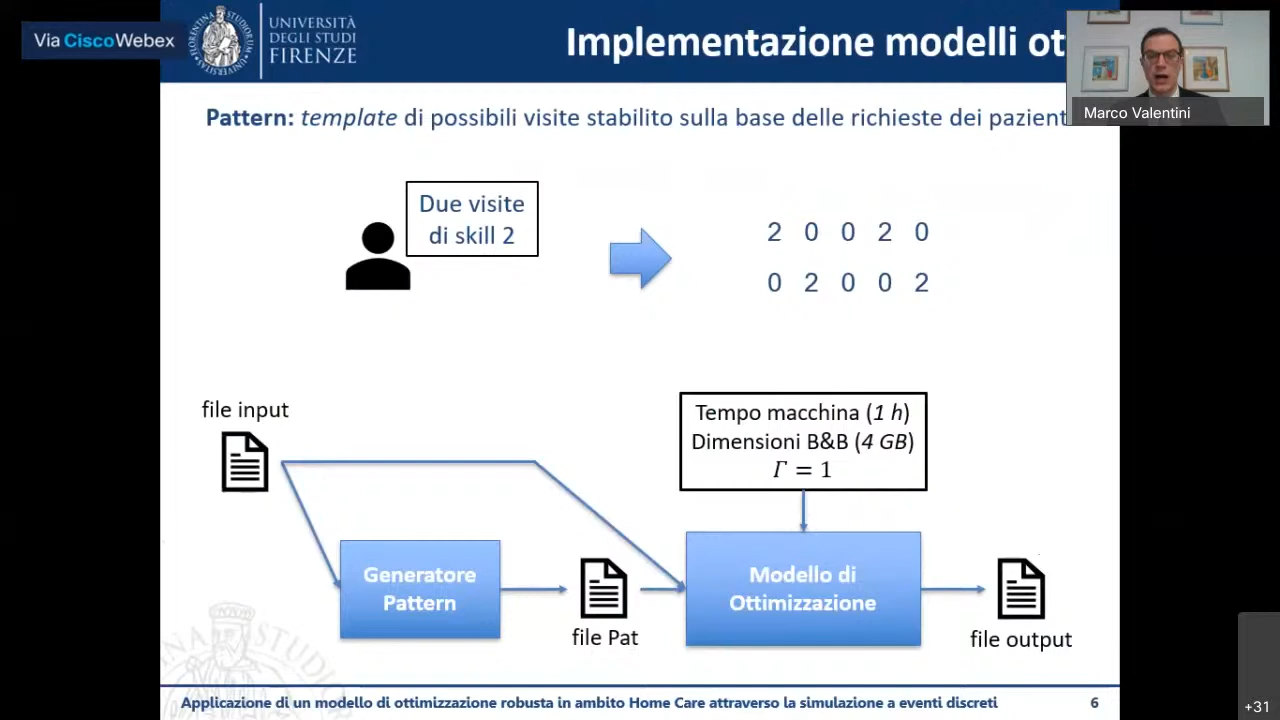 Via Cisco Webex
UNIVERSITÀ
DEGLI STUDI
FIRENZE
Implementazione modelli ot
Marco Valentini
Pattern: template di possibili visite stabilito sulla base delle richieste dei pazient
Due visite
di skill 2
2 0 0 2 0
0 2 0 0 2
file input
Tempo macchina (1 h)
Dimensioni B&B (4 GB)
Γ = 1
Generatore
Pattern
file Pat
Modello di
Ottimizzazione
file output
Applicazione di un modello di ottimizzazione robusta in ambito Home Care attraverso la simulazione a eventi discreti
6
+31